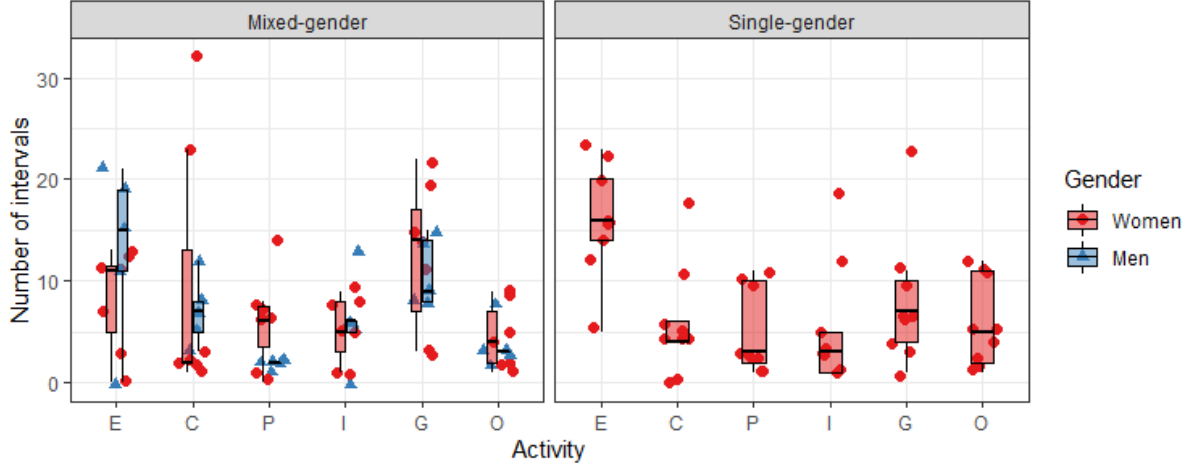 Mixed-gender
Single-gender
Number of intervals
30
20
10
0
E C P I G O
E C P I G O
Activity
Gender
Women
Men